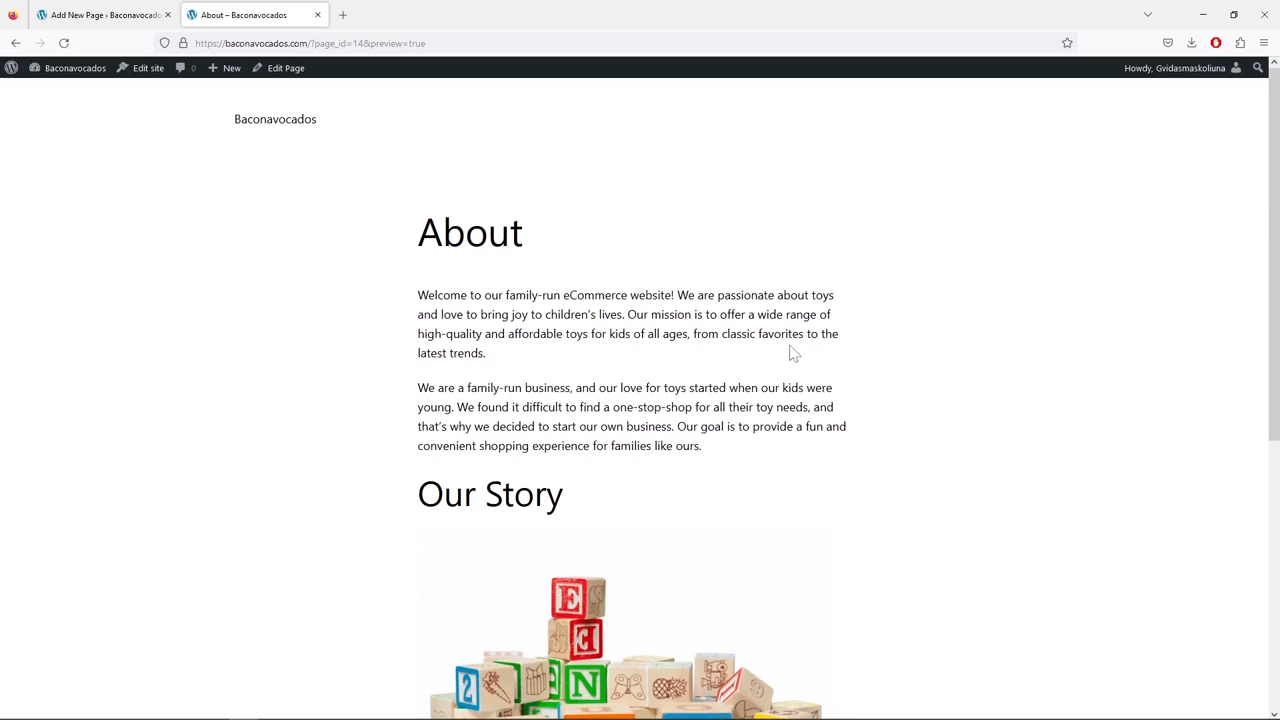 Add New Page ‹ Baconavocado
About – Baconavocados
https://baconavocados.com/?page_id=14&preview=true
Baconavocados
Edit site
0
New
Edit Page
Howdy, Gvidasmaskoliuna
Baconavocados
About
Welcome to our family-run eCommerce website! We are passionate about toys
and love to bring joy to children's lives. Our mission is to offer a wide range of
high-quality and affordable toys for kids of all ages, from classic favorites to the
latest trends.
We are a family-run business, and our love for toys started when our kids were
young. We found it difficult to find a one-stop-shop for all their toy needs, and
that's why we decided to start our own business. Our goal is to provide a fun and
convenient shopping experience for families like ours.
Our Story
E
E
2
N